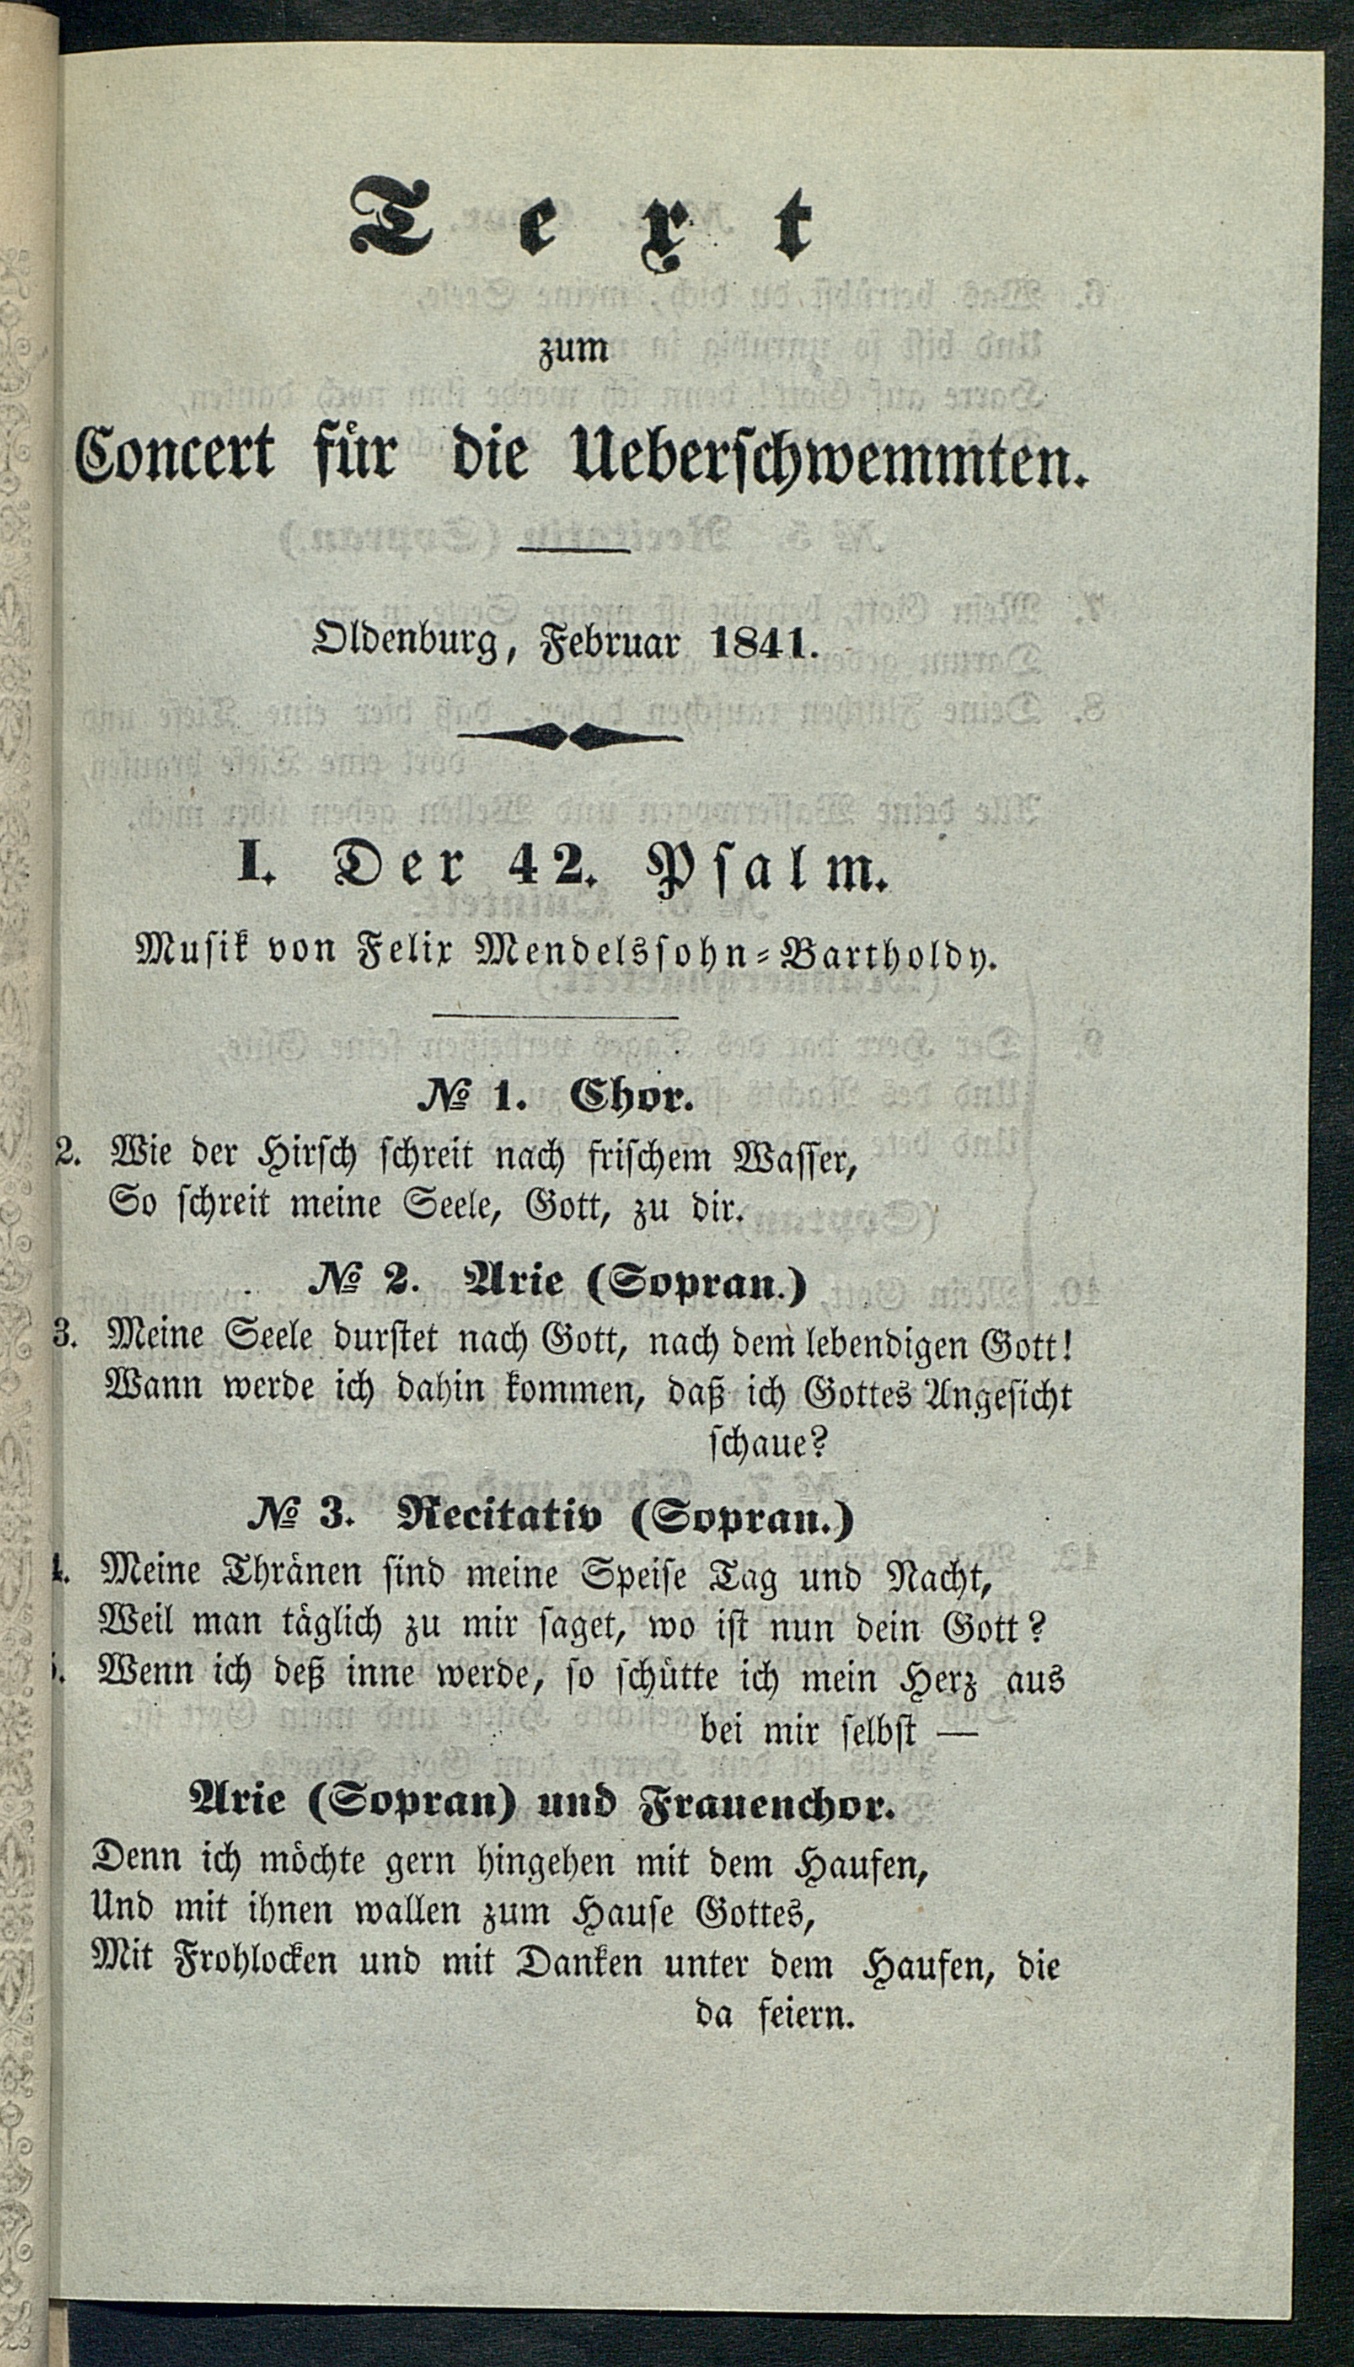 Text
zum
Concert für die Ueberschwemmten.
Oldenburg, Februar 1841.
I. Der 42. Psalm.
Musik von Felix Mendelssohn-Bartholdy.
№ 1. Chor.
2. Wie der Hirsch schreit nach frischem Wasser,
So schreit meine Seele, Gott, zu dir.
№ 2. Arie (Sopran.)
3. Meine Seele durstet nach Gott, nach dem lebendigen Gott!
Wann werde ich dahin kommen, daß ich Gottes Angesicht
schaue?
№ 3. Recitativ (Sopran.)
4. Meine Thränen sind meine Speise Tag und Nacht,
Weil man täglich zu mir saget, wo ist nun dein Gott?
5. Wenn ich deß inne werde, so schütte ich mein Herz aus
bei mir selbst —
Arie (Sopran) und Frauenchor.
Denn ich möchte gern hingehen mit dem Haufen,
Und mit ihnen wallen zum Hause Gottes,
Mit Frohlocken und mit Danken unter dem Haufen, die
da feiern.